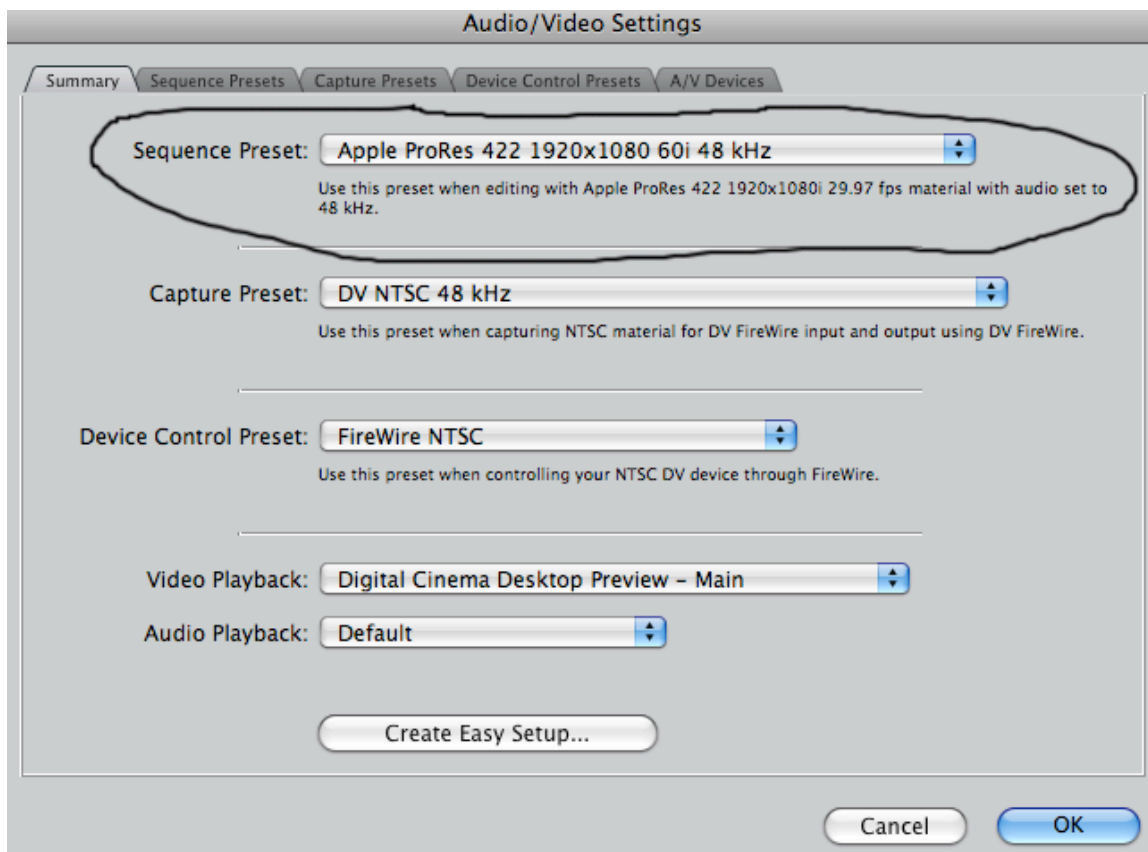 Audio/Video Settings
Summary Sequence Presets Capture Presets Device Control Presets A/V Devices
Sequence Preset: Apple ProRes 422 1920x1080 60i 48 kHz
Use this preset when editing with Apple ProRes 422 1920x1080i 29.97 fps material with audio set to
48 kHz.
Capture Preset: DV NTSC 48 kHz
Use this preset when capturing NTSC material for DV FireWire input and output using DV FireWire.
Device Control Preset: FireWire NTSC
Use this preset when controlling your NTSC DV device through FireWire.
Video Playback: Digital Cinema Desktop Preview – Main
Audio Playback: Default
Create Easy Setup...
Cancel OK